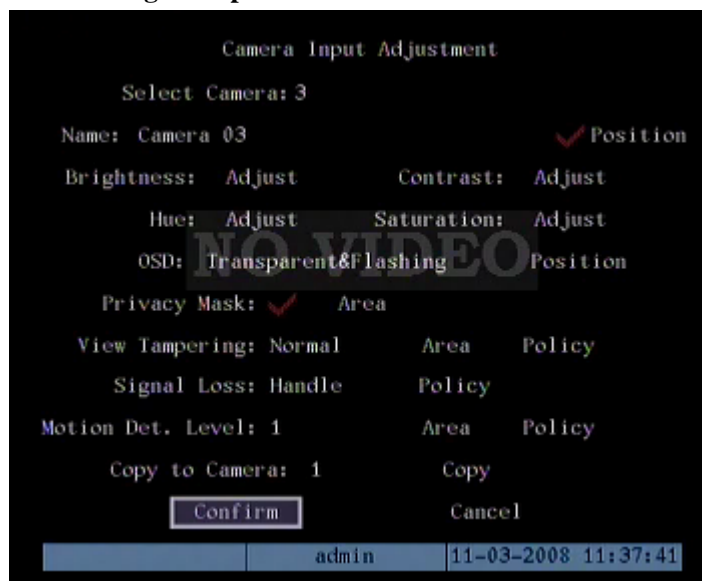 Camera Input Adjustment
Select Camera: 3
Name: Camera 03 Position
Brightness: Adjust Contrast: Adjust
Hue: Adjust Saturation: Adjust
NO VIDEO
OSD: Transparent&Flashing Position
Privacy Mask: Area
View Tampering: Normal Area Policy
Signal Loss: Handle Policy
Motion Det. Level: 1 Area Policy
Copy to Camera: 1 Copy
Confirm Cancel
admin 11-03-2008 11:37:41